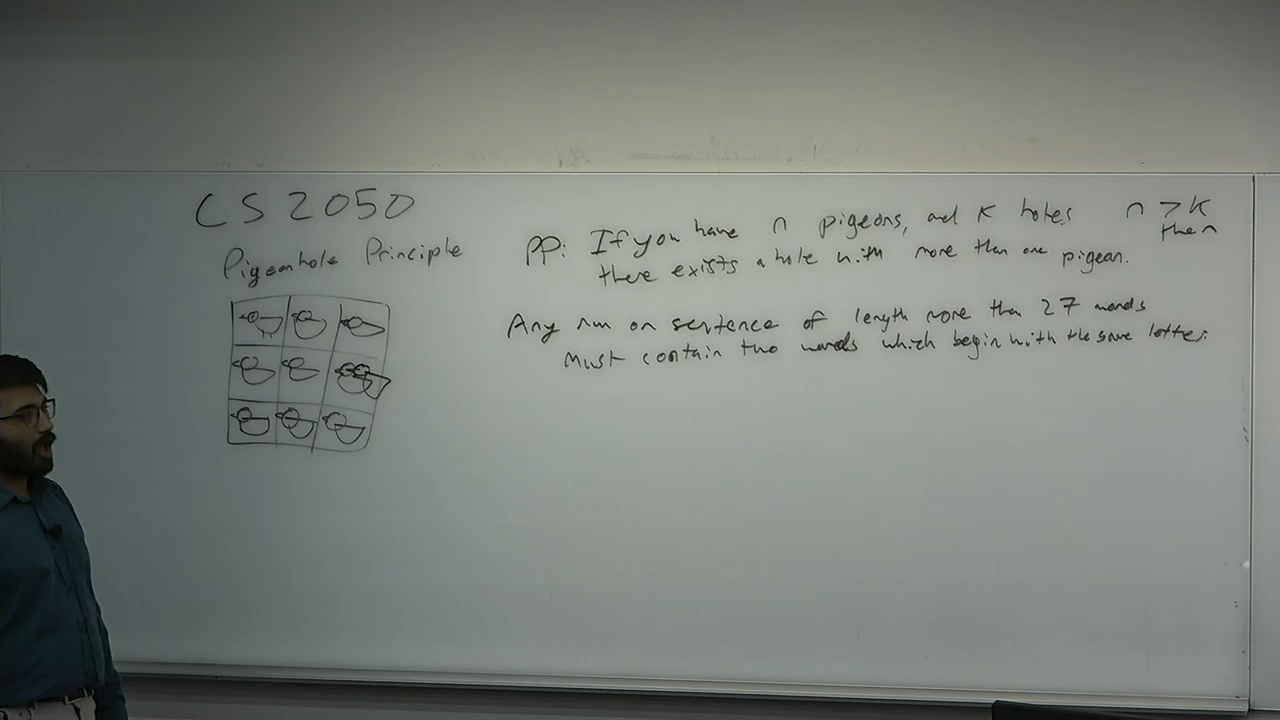 CS 2050
Pigeonhole Principle
PP: If you have n pigeons, and K holes n > K then
there exists a hole with more than one pigeon.
Any run on sentence of length more than 27 words
Must contain two words which begin with the same letter.